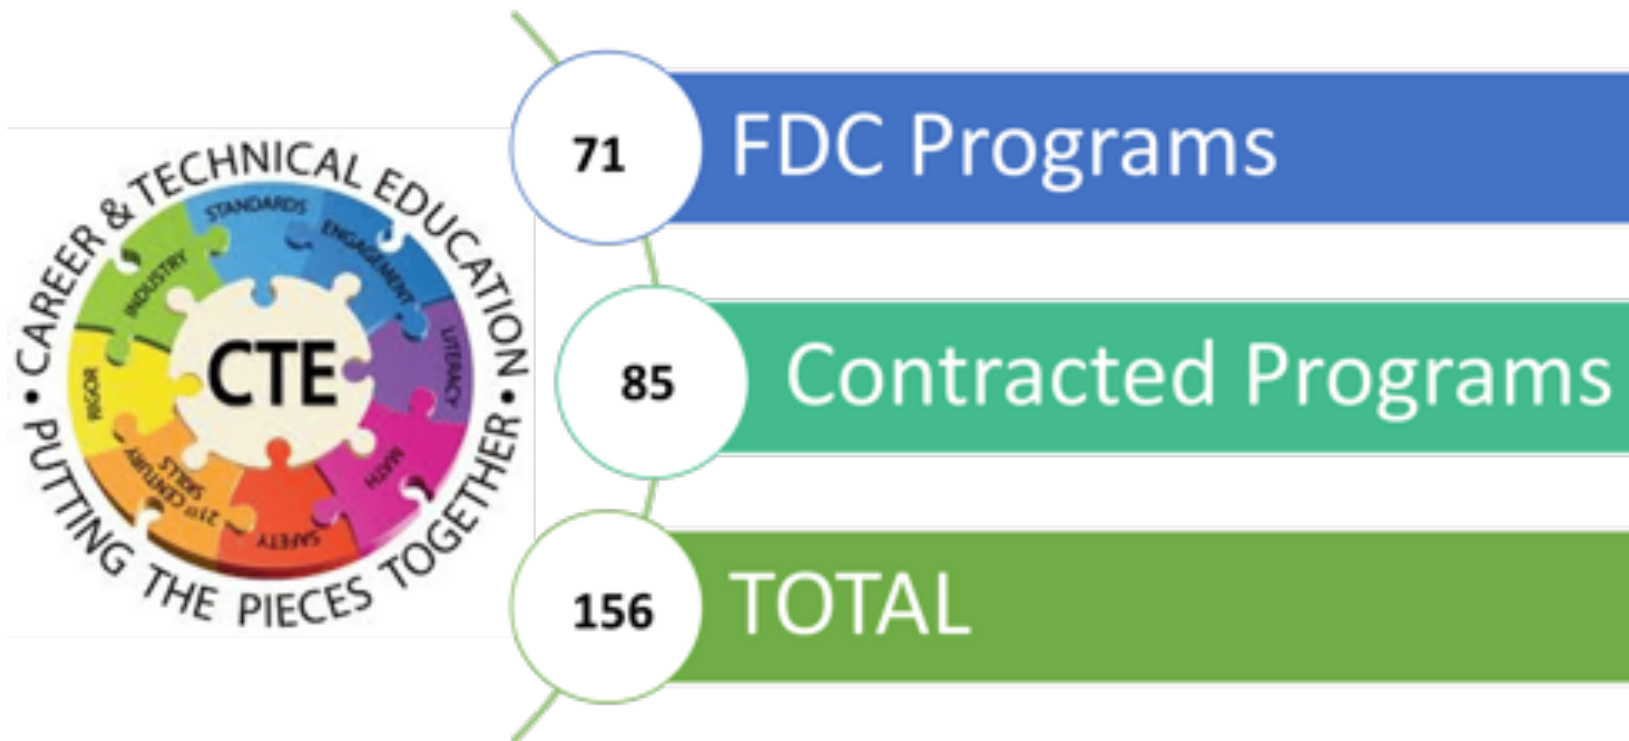 • CAREER & TECHNICAL EDUCATION •
PUTTING THE PIECES TOGETHER
STANDARDS
ENGAGEMENT
LITERACY
MATH
SAFETY
21ST CENTURY
SKILLS
RIGOR
INDUSTRY
CTE
71 FDC Programs
85 Contracted Programs
156 TOTAL